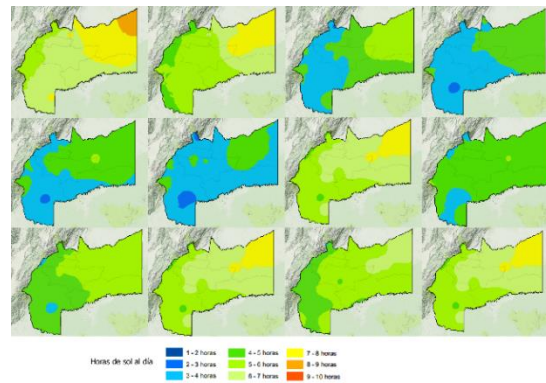 Horas de sol al día
1 - 2 horas
2 - 3 horas
3 - 4 horas
4 - 5 horas
5 - 6 horas
6 - 7 horas
7 - 8 horas
8 - 9 horas
9 - 10 horas